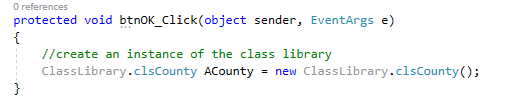 0 references
protected void btnOK_Click(object sender, EventArgs e)
{
//create an instance of the class library
ClassLibrary.clsCounty ACounty = new ClassLibrary.clsCounty();
}